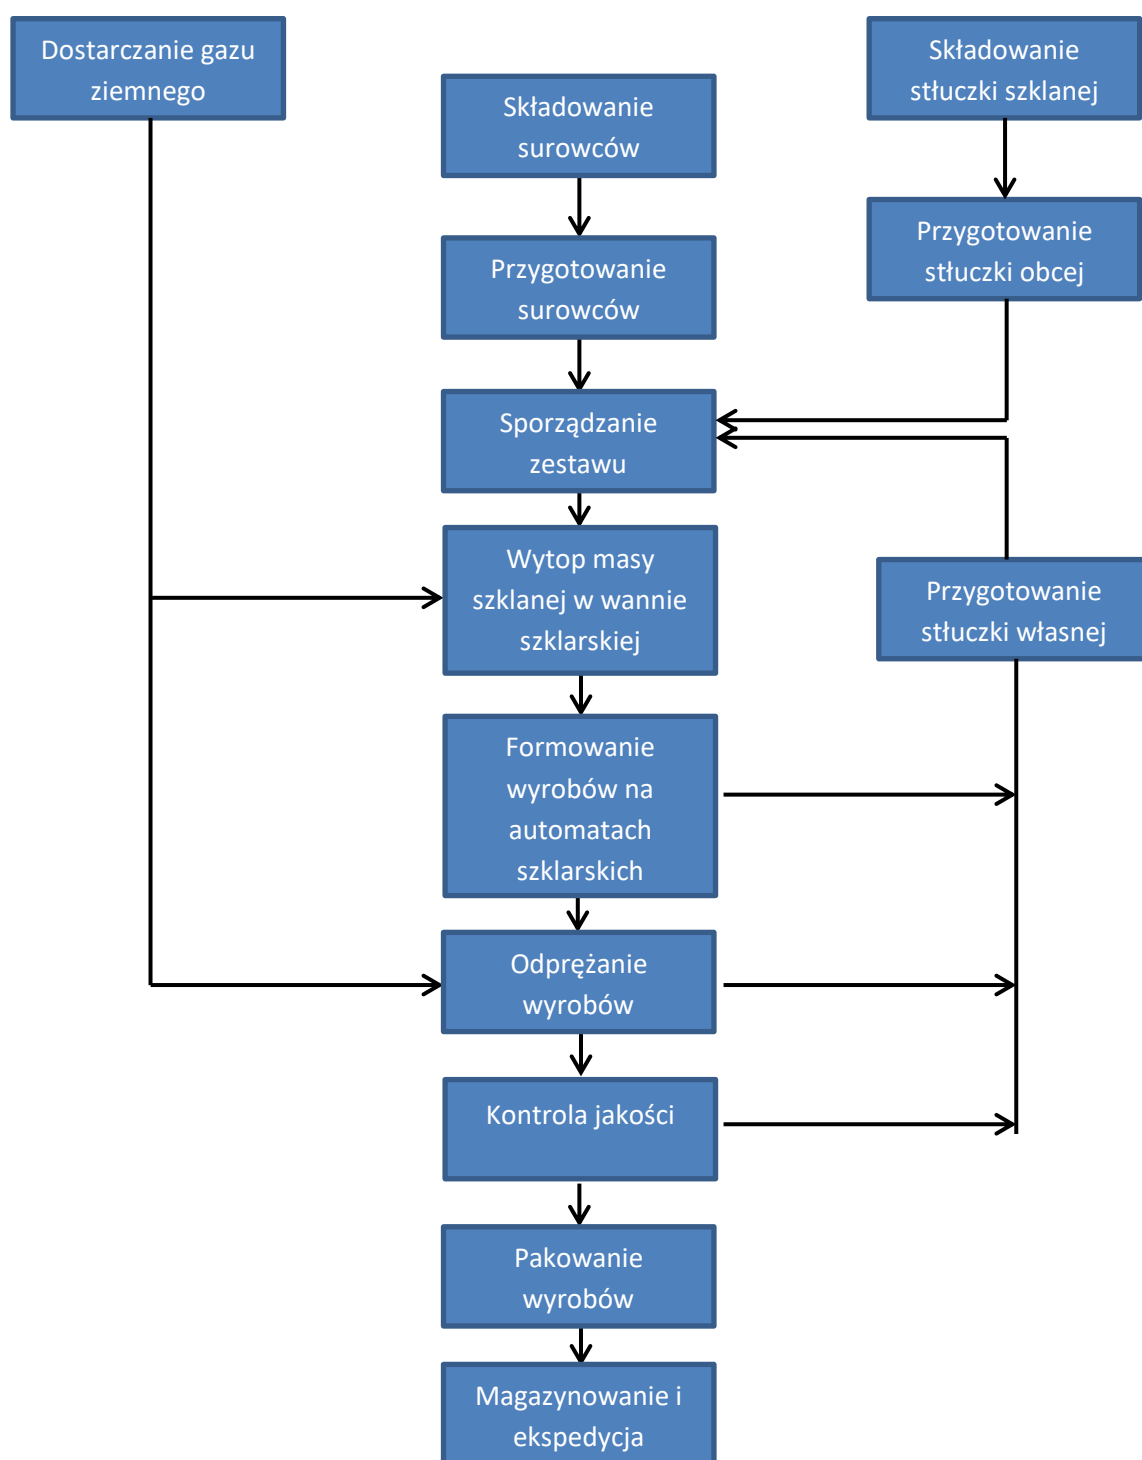 Dostarczanie gazu
ziemnego
Składowanie
stłuczki szklanej
Składowanie
surowców
Przygotowanie
stłuczki obcej
Przygotowanie
surowców
Sporządzanie
zestawu
Wytop masy
szklanej w wannie
szklarskiej
Przygotowanie
stłuczki własnej
Formowanie
wyrobów na
automatach
szklarskich
Odprężanie
wyrobów
Kontrola jakości
Pakowanie
wyrobów
Magazynowanie i
ekspedycja